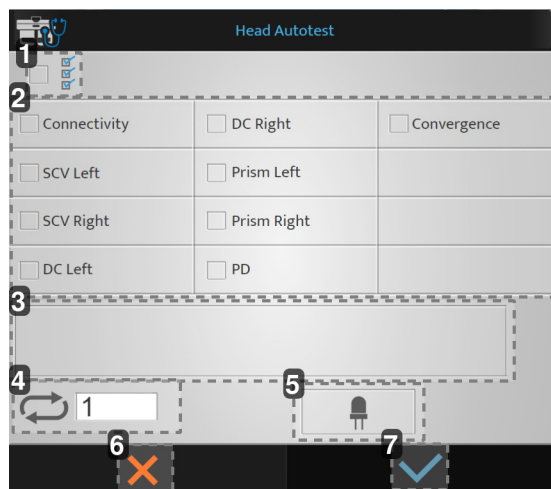 Head Autotest
1
2
Connectivity DC Right Convergence
SCV Left Prism Left
SCV Right Prism Right
DC Left PD
3
4
5
1
6
7